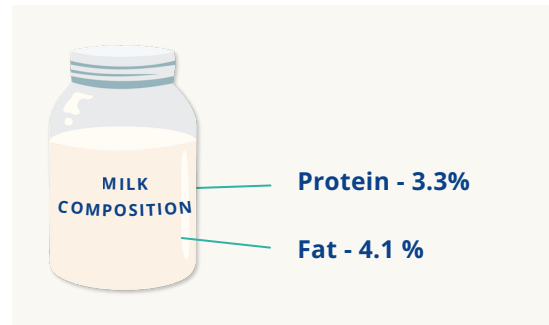 MILK
COMPOSITION
Protein - 3.3%
Fat - 4.1 %